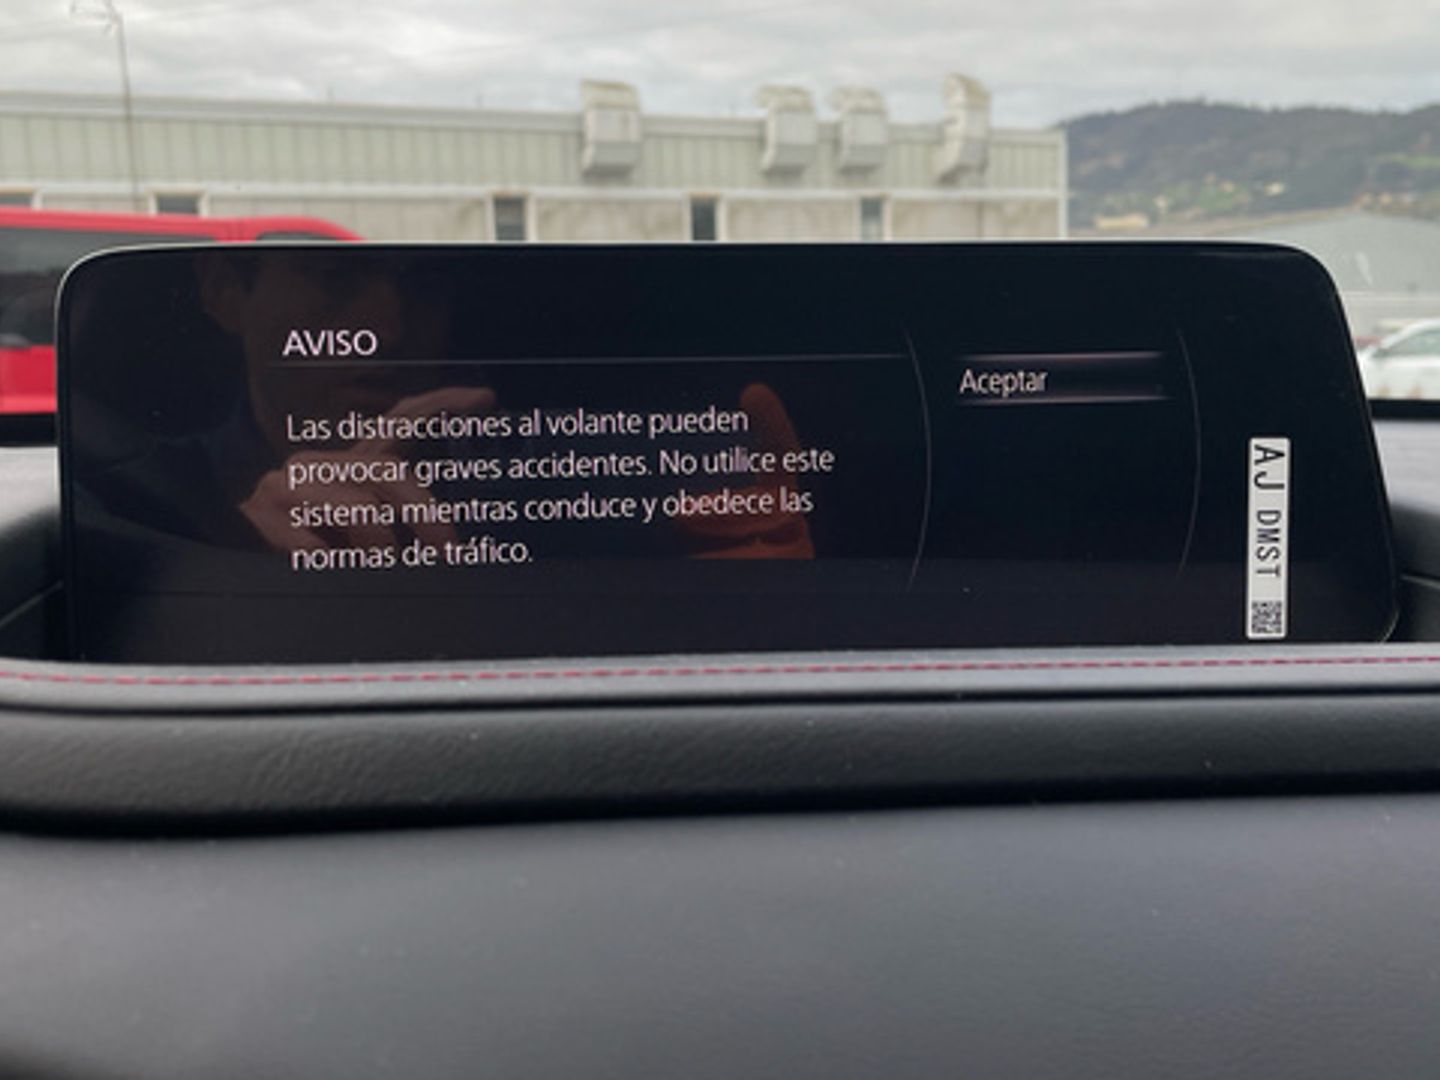 AVISO
Las distracciones al volante pueden
provocar graves accidentes. No utilice este
sistema mientras conduce y obedece las
normas de tráfico.
Aceptar
AJ DMST